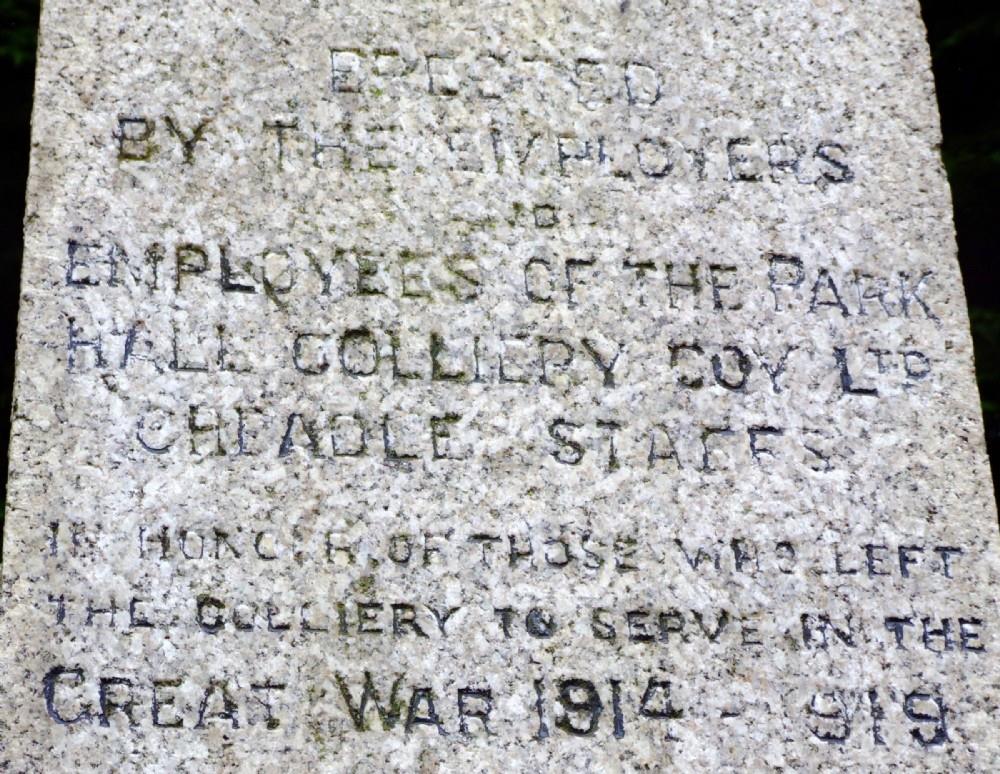 ERECTED
BY THE EMPLOYERS
AND
EMPLOYEES OF THE PARK
HALL COLLIERY COY LTD
CHEADLE STAFFS
IN HONOUR OF THOSE WHO LEFT
THE COLLIERY TO SERVE IN THE
GREAT WAR 1914 - 1919